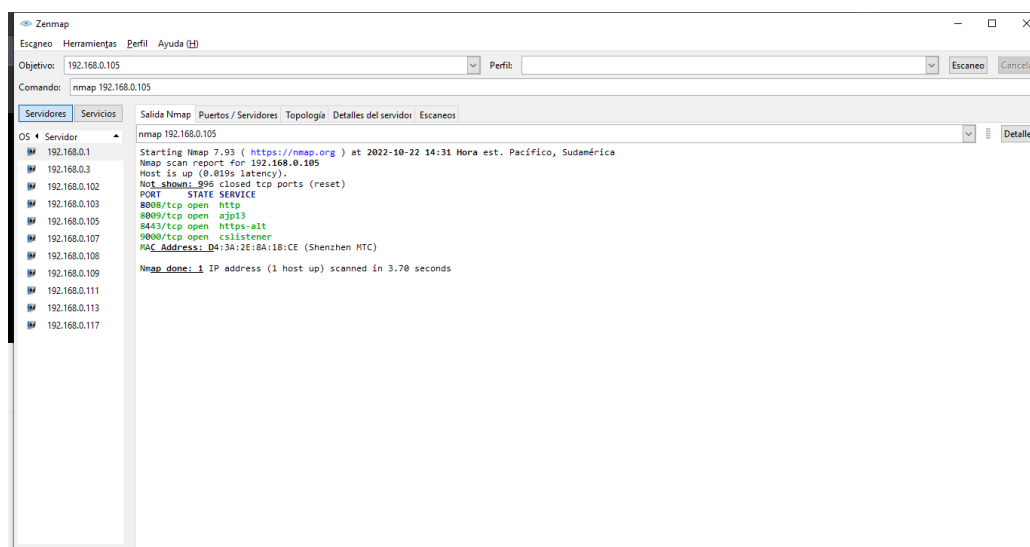 Zenmap
Escaneo Herramientas Perfil Ayuda (H)
Objetivo: 192.168.0.105 Perfil: Escaneo Cancela
Comando: nmap 192.168.0.105
Servidores Servicios Salida Nmap Puertos / Servidores Topología Detalles del servidor Escaneos
OS Servidor
nmap 192.168.0.105 Detalle
192.168.0.1
192.168.0.3
192.168.0.102
192.168.0.103
192.168.0.105
192.168.0.107
192.168.0.108
192.168.0.109
192.168.0.111
192.168.0.113
192.168.0.117
Starting Nmap 7.93 ( https://nmap.org ) at 2022-10-22 14:31 Hora est. Pacífico, Sudamérica
Nmap scan report for 192.168.0.105
Host is up (0.019s latency).
Not shown: 996 closed tcp ports (reset)
PORT STATE SERVICE
8008/tcp open http
8009/tcp open ajp13
8443/tcp open https-alt
9000/tcp open cslistener
MAC Address: D4:3A:2E:8A:18:CE (Shenzhen MTC)
Nmap done: 1 IP address (1 host up) scanned in 3.70 seconds